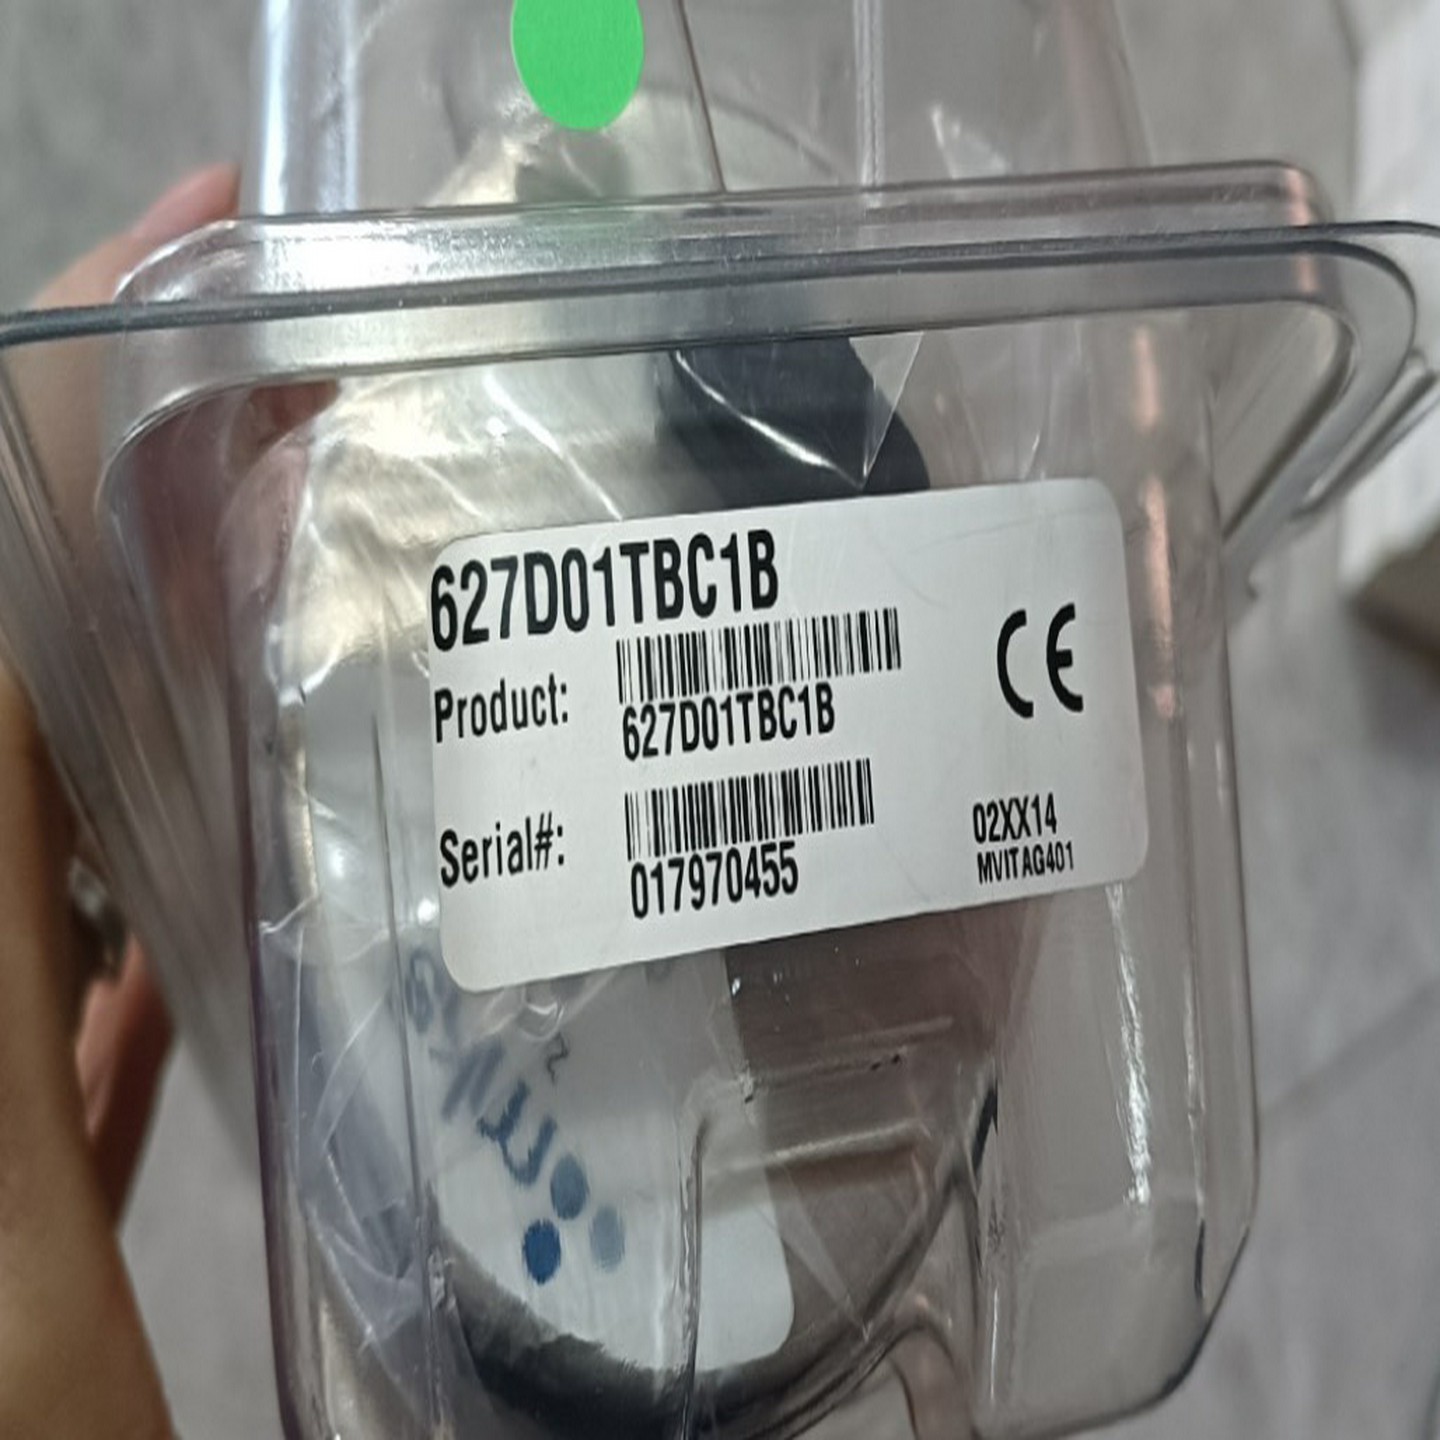 627D01TBC1B
Product:
627D01TBC1B
CE
Serial#:
017970455
02XX14
MVITAG401